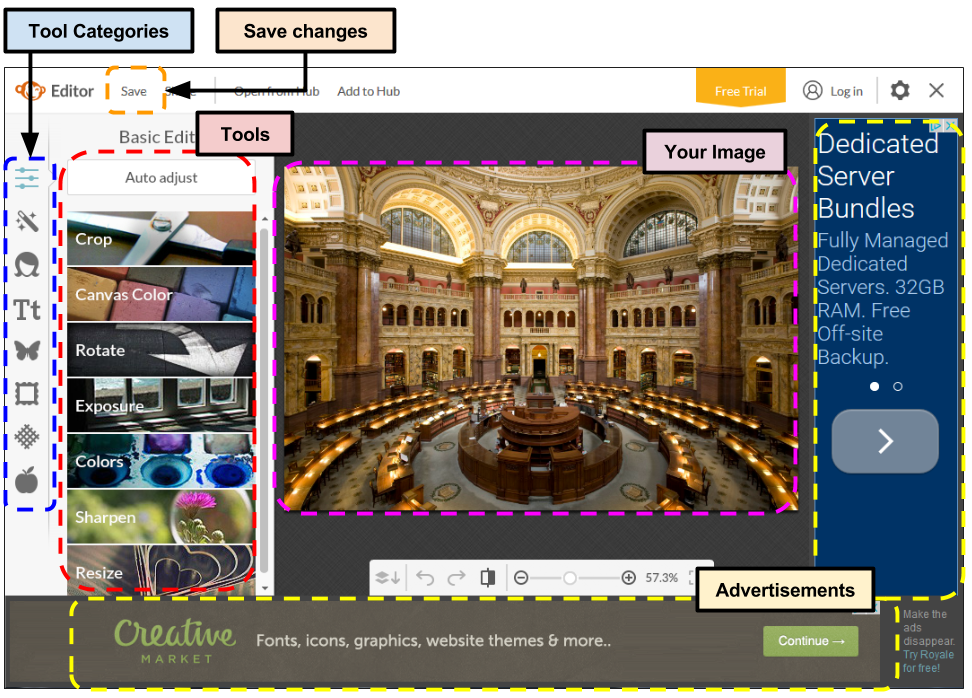 Tool Categories
Save changes
Editor
Save
Open from Hub
Add to Hub
Free Trial
Log in
Basic Edit
Tools
Your Image
Auto adjust
Crop
Canvas Color
Rotate
Exposure
Colors
Sharpen
Resize
Tt
Dedicated
Server
Bundles
Fully Managed
Dedicated
Servers. 32GB
RAM. Free
Off-site
Backup.
57.3%
Advertisements
Creative
MARKET
Fonts, icons, graphics, website themes & more..
Continue →
Make the
ads
disappear.
Try Royale
for free!